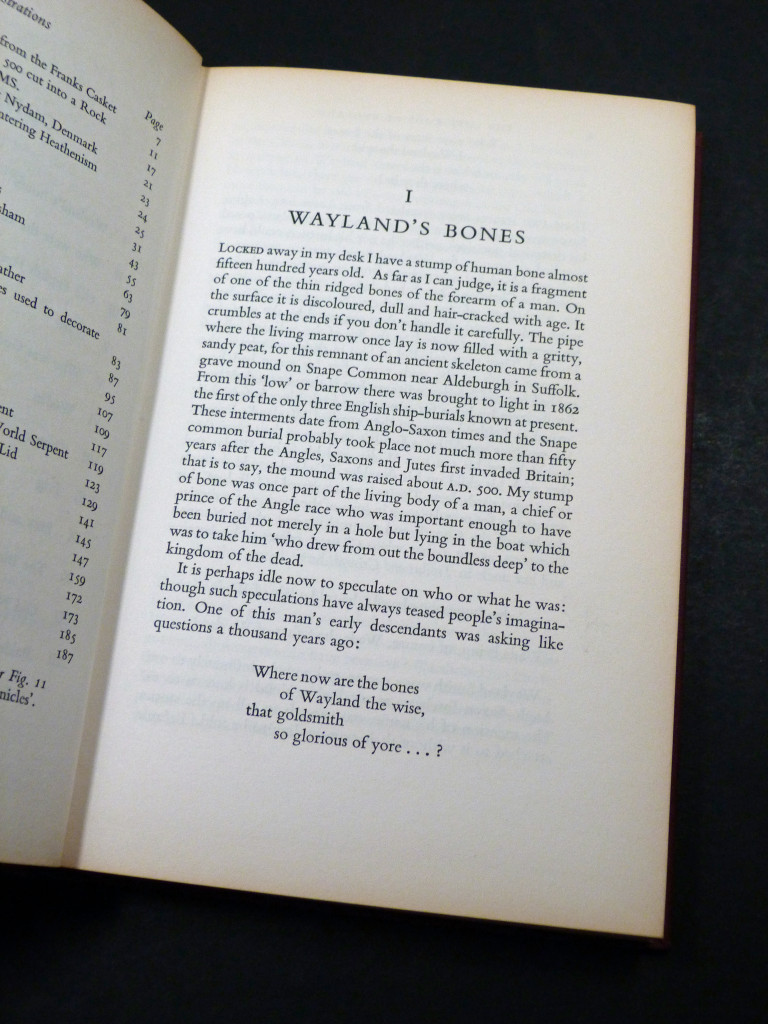 strations
Page
from the Franks Casket 7
500 cut into a Rock 11
MS. 17
Nydam, Denmark 21
ntering Heathenism 23
24
25
sham 31
43
55
ather 63
79
es used to decorate 81
83
87
95
ent 107
109
World Serpent 117
Lid 119
123
129
141
145
147
159
172
173
185
187
Fig. 11
nicles'.
I
WAYLAND'S BONES
LOCKED away in my desk I have a stump of human bone almost
fifteen hundred years old. As far as I can judge, it is a fragment
of one of the thin ridged bones of the forearm of a man. On
the surface it is discoloured, dull and hair-cracked with age. It
crumbles at the ends if you don't handle it carefully. The pipe
where the living marrow once lay is now filled with a gritty,
sandy peat, for this remnant of an ancient skeleton came from a
grave mound on Snape Common near Aldeburgh in Suffolk.
From this 'low' or barrow there was brought to light in 1862
the first of the only three English ship-burials known at present.
These interments date from Anglo-Saxon times and the Snape
common burial probably took place not much more than fifty
years after the Angles, Saxons and Jutes first invaded Britain;
that is to say, the mound was raised about A.D. 500. My stump
of bone was once part of the living body of a man, a chief or
prince of the Angle race who was important enough to have
been buried not merely in a hole but lying in the boat which
was to take him 'who drew from out the boundless deep' to the
kingdom of the dead.
It is perhaps idle now to speculate on who or what he was:
though such speculations have always teased people's imagina-
tion. One of this man's early descendants was asking like
questions a thousand years ago:
Where now are the bones
of Wayland the wise,
that goldsmith
so glorious of yore . . . ?